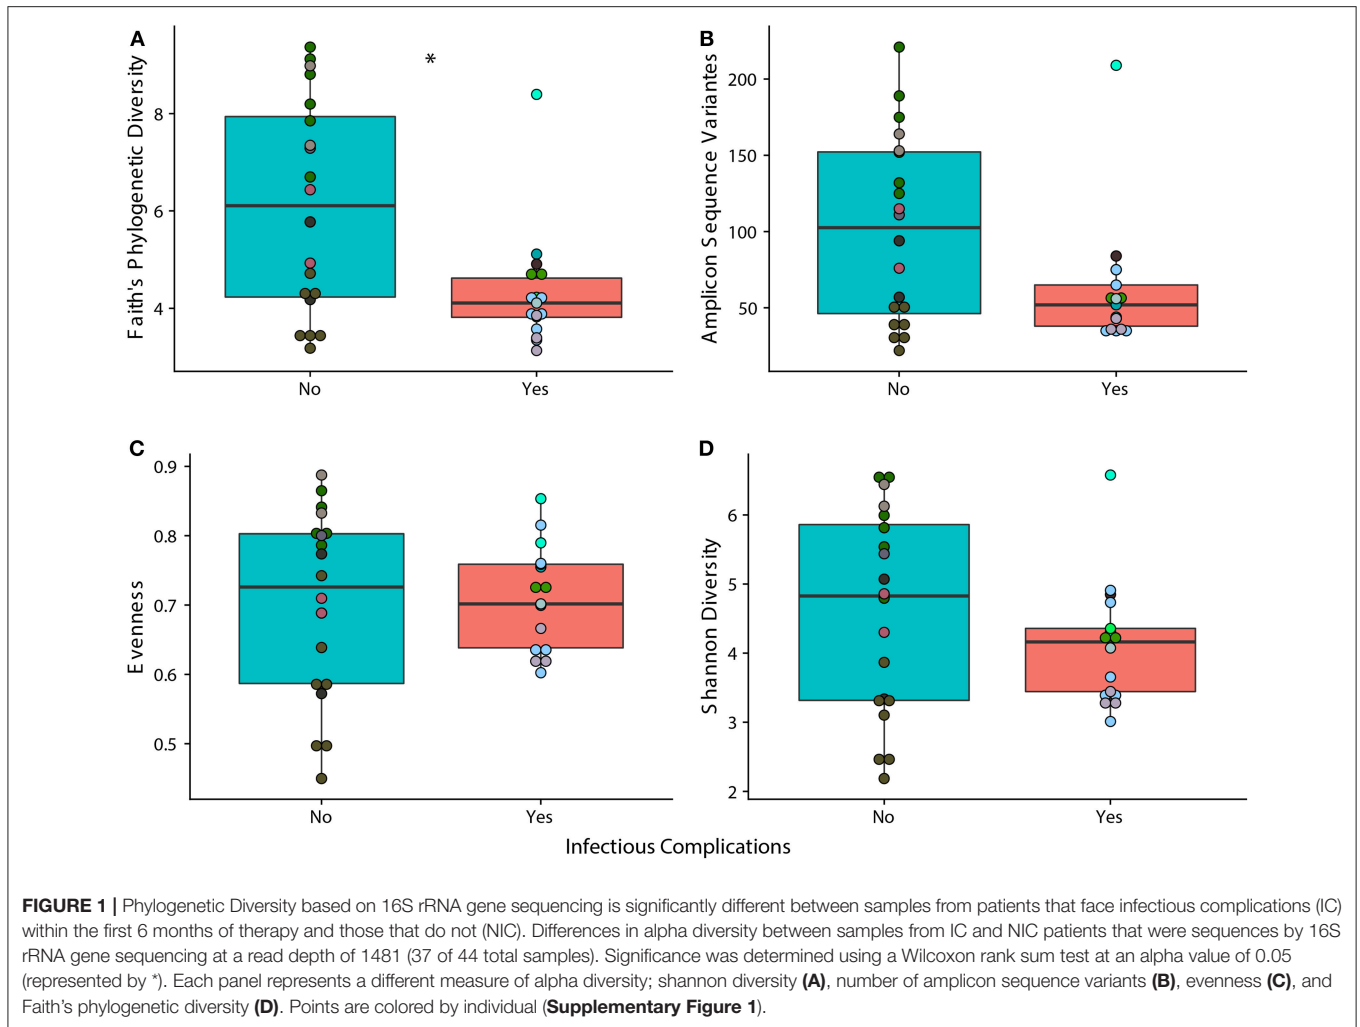 A
Faith's Phylogenetic Diversity
8
6
4
*
No
Yes
B
Amplicon Sequence Variantes
200
150
100
50
No
Yes
C
Evenness
0.9
0.8
0.7
0.6
0.5
No
Yes
D
Shannon Diversity
6
5
4
3
2
No
Yes
Infectious Complications
FIGURE 1 | Phylogenetic Diversity based on 16S rRNA gene sequencing is significantly different between samples from patients that face infectious complications (IC)
within the first 6 months of therapy and those that do not (NIC). Differences in alpha diversity between samples from IC and NIC patients that were sequences by 16S
rRNA gene sequencing at a read depth of 1481 (37 of 44 total samples). Significance was determined using a Wilcoxon rank sum test at an alpha value of 0.05
(represented by *). Each panel represents a different measure of alpha diversity; shannon diversity (A), number of amplicon sequence variants (B), evenness (C), and
Faith's phylogenetic diversity (D). Points are colored by individual (Supplementary Figure 1).